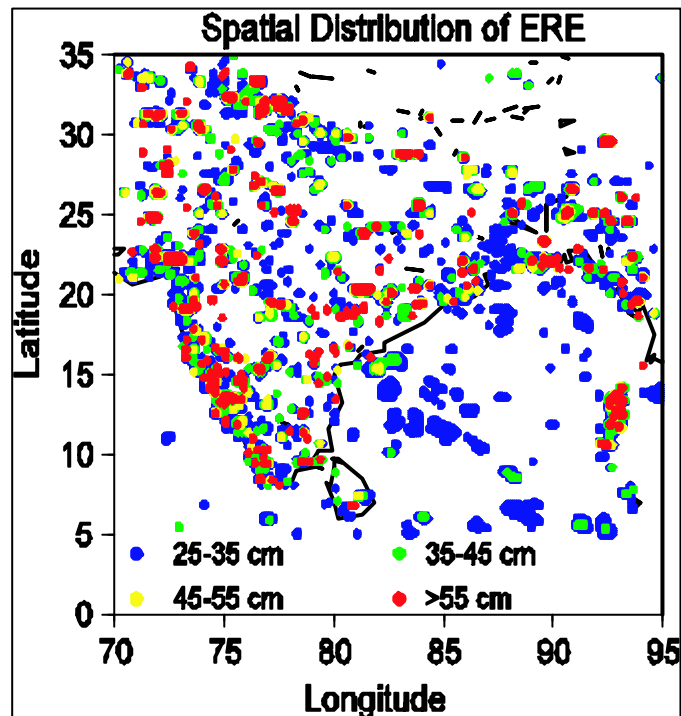 Spatial Distribution of ERE
35
30
25
20
15
10
5
0
Latitude
25-35 cm
35-45 cm
45-55 cm
>55 cm
70 75 80 85 90 95
Longitude